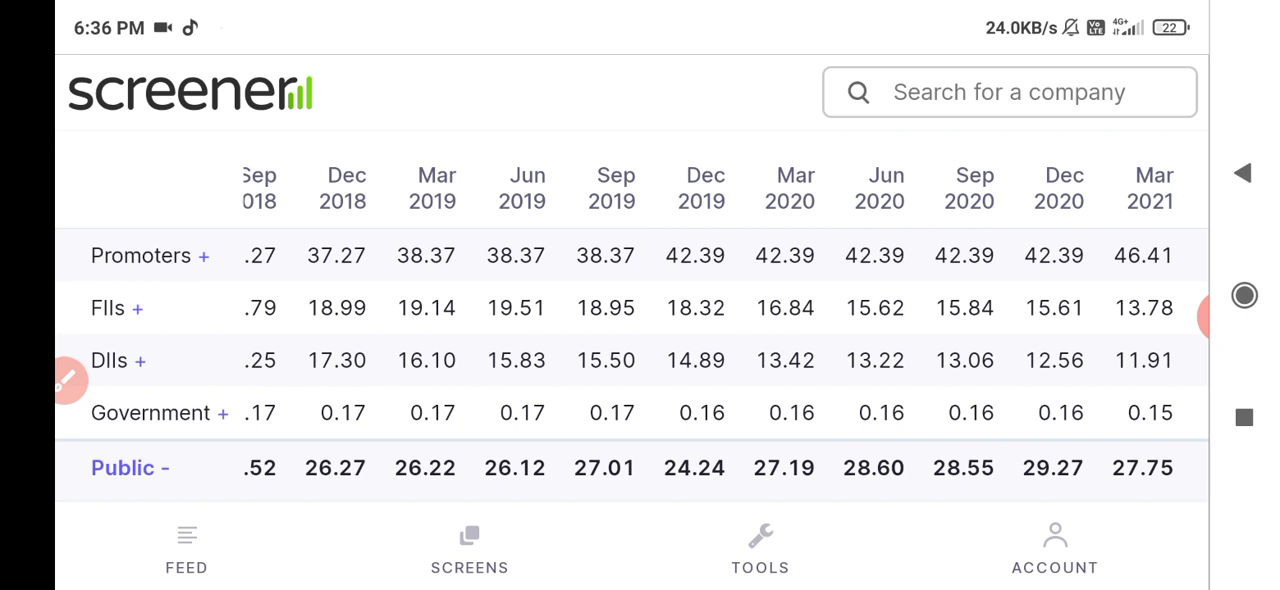 6:36 PM 24.0KB/s Vo LTE 4G+ 22
screener Search for a company
Sep Dec Mar Jun Sep Dec Mar Jun Sep Dec Mar
018 2018 2019 2019 2019 2019 2020 2020 2020 2020 2021
Promoters + .27 37.27 38.37 38.37 38.37 42.39 42.39 42.39 42.39 42.39 46.41
FIIs + .79 18.99 19.14 19.51 18.95 18.32 16.84 15.62 15.84 15.61 13.78
DIIs + .25 17.30 16.10 15.83 15.50 14.89 13.42 13.22 13.06 12.56 11.91
Government + .17 0.17 0.17 0.17 0.17 0.16 0.16 0.16 0.16 0.16 0.15
Public - .52 26.27 26.22 26.12 27.01 24.24 27.19 28.60 28.55 29.27 27.75
FEED SCREENS TOOLS ACCOUNT